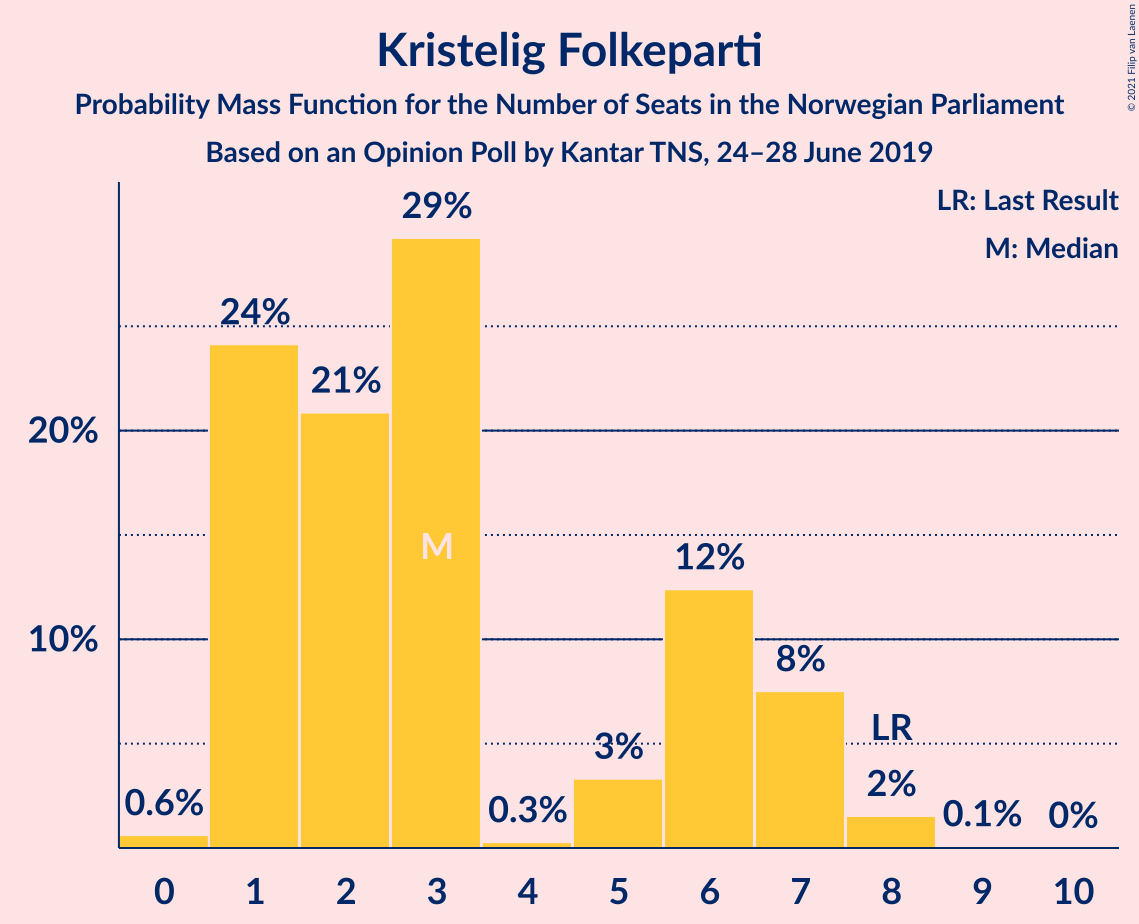 © 2021 Filip van Laenen
Kristelig Folkeparti
Probability Mass Function for the Number of Seats in the Norwegian Parliament
Based on an Opinion Poll by Kantar TNS, 24–28 June 2019
LR: Last Result
M: Median
29%
24%
21%
20%
M
12%
10%
8%
LR
3%
2%
0.6%
0.3%
0.1%
0%
0 1 2 3 4 5 6 7 8 9 10